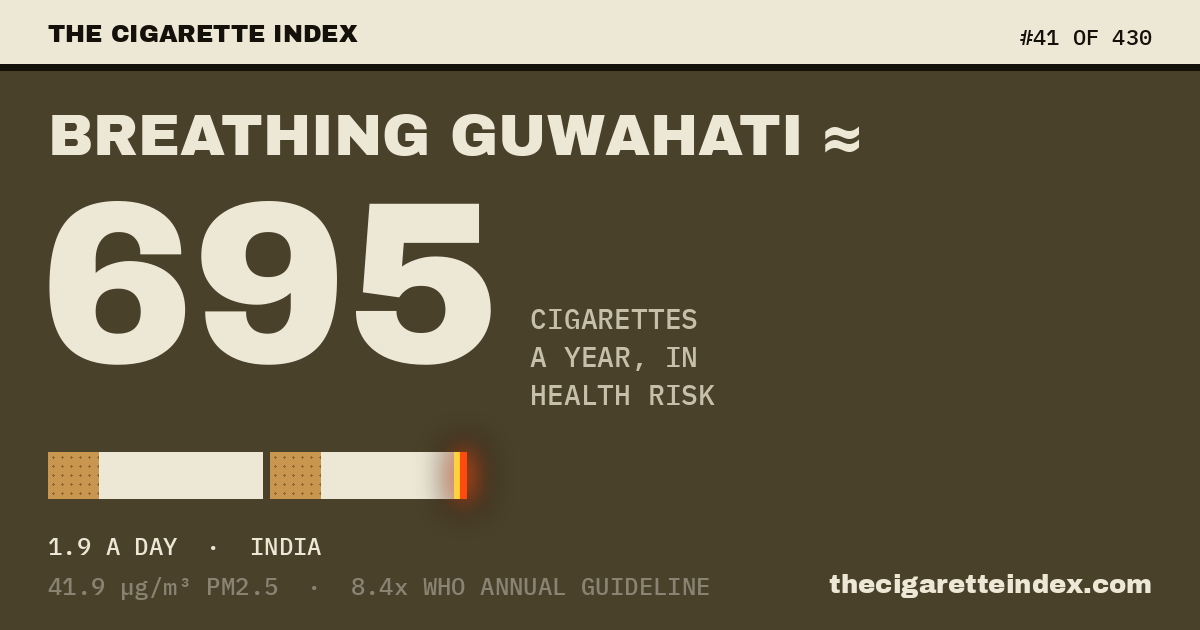 THE CIGARETTE INDEX
#41 OF 430
BREATHING GUWAHATI ≈
695
CIGARETTES
A YEAR, IN
HEALTH RISK
1.9 A DAY · INDIA
41.9 µg/m³ PM2.5 · 8.4x WHO ANNUAL GUIDELINE
thecigaretteindex.com